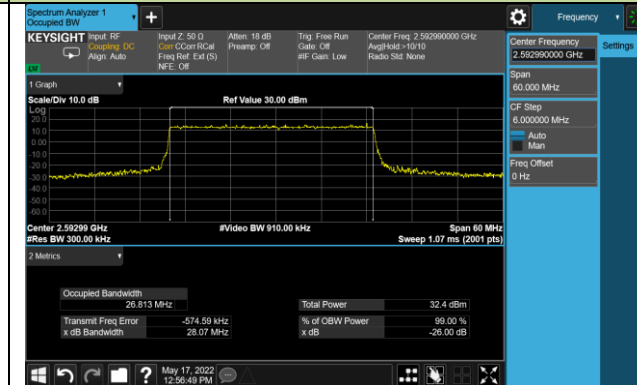 Spectrum Analyzer 1
Occupied BW
+
Frequency
KEYSIGHT
Input: RF
Coupling: DC
Align: Auto
Input Z: 50 Ω
Corr CCorr RCal
Freq Ref: Ext (S)
NFE: Off
Atten: 18 dB
Preamp: Off
Trig: Free Run
Gate: Off
#IF Gain: Low
Center Freq: 2.592990000 GHz
Avg|Hold:>10/10
Radio Std: None
LW
Center Frequency
2.592990000 GHz
Settings
Span
60.000 MHz
CF Step
6.000000 MHz
Auto
Man
Freq Offset
0 Hz
1 Graph
Scale/Div 10.0 dB
Ref Value 30.00 dBm
Log
20.0
10.0
0.00
-10.0
-20.0
-30.0
-40.0
-50.0
-60.0
Center 2.59299 GHz
#Video BW 910.00 kHz
Span 60 MHz
#Res BW 300.00 kHz
Sweep 1.07 ms (2001 pts)
2 Metrics
Occupied Bandwidth
26.813 MHz
Total Power 32.4 dBm
Transmit Freq Error -574.59 kHz
% of OBW Power 99.00 %
x dB Bandwidth 28.07 MHz
x dB -26.00 dB
?
May 17, 2022
12:56:49 PM